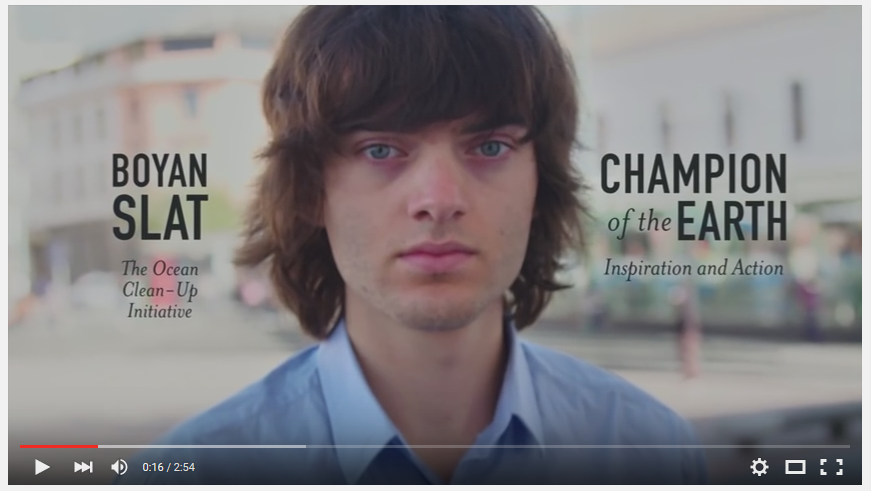 BOYAN
SLAT
The Ocean
Clean-Up
Initiative
CHAMPION
of the EARTH
Inspiration and Action
0:16 / 2:54